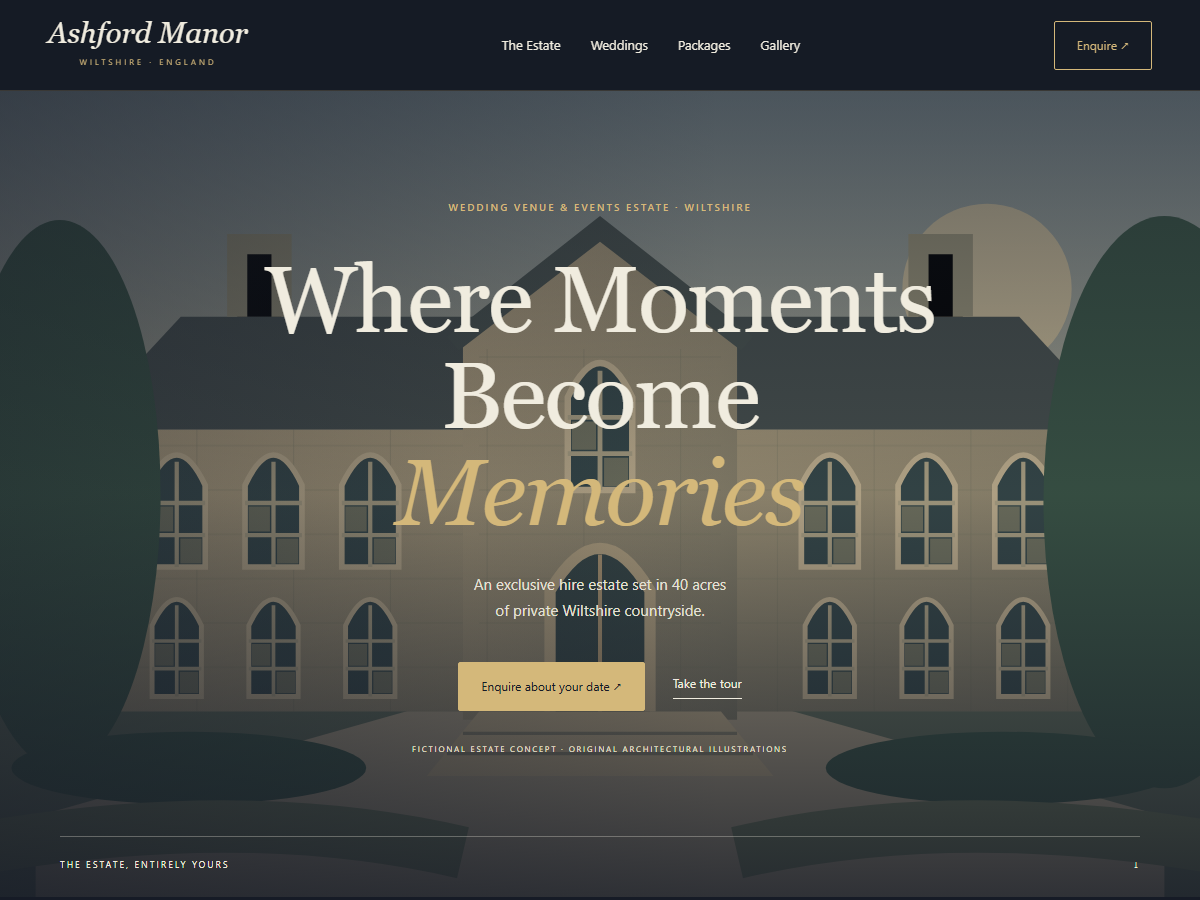 Ashford Manor
WILTSHIRE · ENGLAND
The Estate
Weddings
Packages
Gallery
Enquire ↗
WEDDING VENUE & EVENTS ESTATE · WILTSHIRE
Where Moments
Become
Memories
An exclusive hire estate set in 40 acres
of private Wiltshire countryside.
Enquire about your date ↗
Take the tour
FICTIONAL ESTATE CONCEPT · ORIGINAL ARCHITECTURAL ILLUSTRATIONS
THE ESTATE, ENTIRELY YOURS